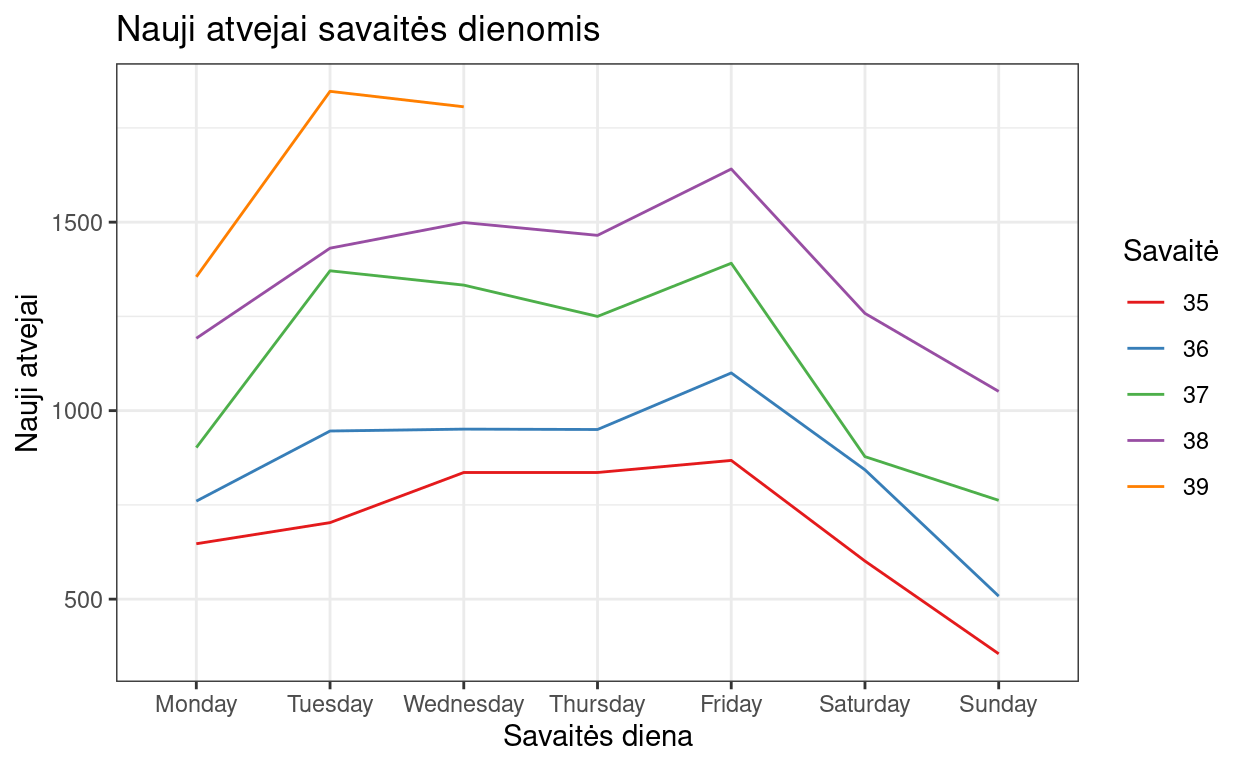 Nauji atvejai savaitės dienomis
Nauji atvejai
1500
1000
500
Monday Tuesday Wednesday Thursday Friday Saturday Sunday
Savaitės diena
Savaitė
35
36
37
38
39